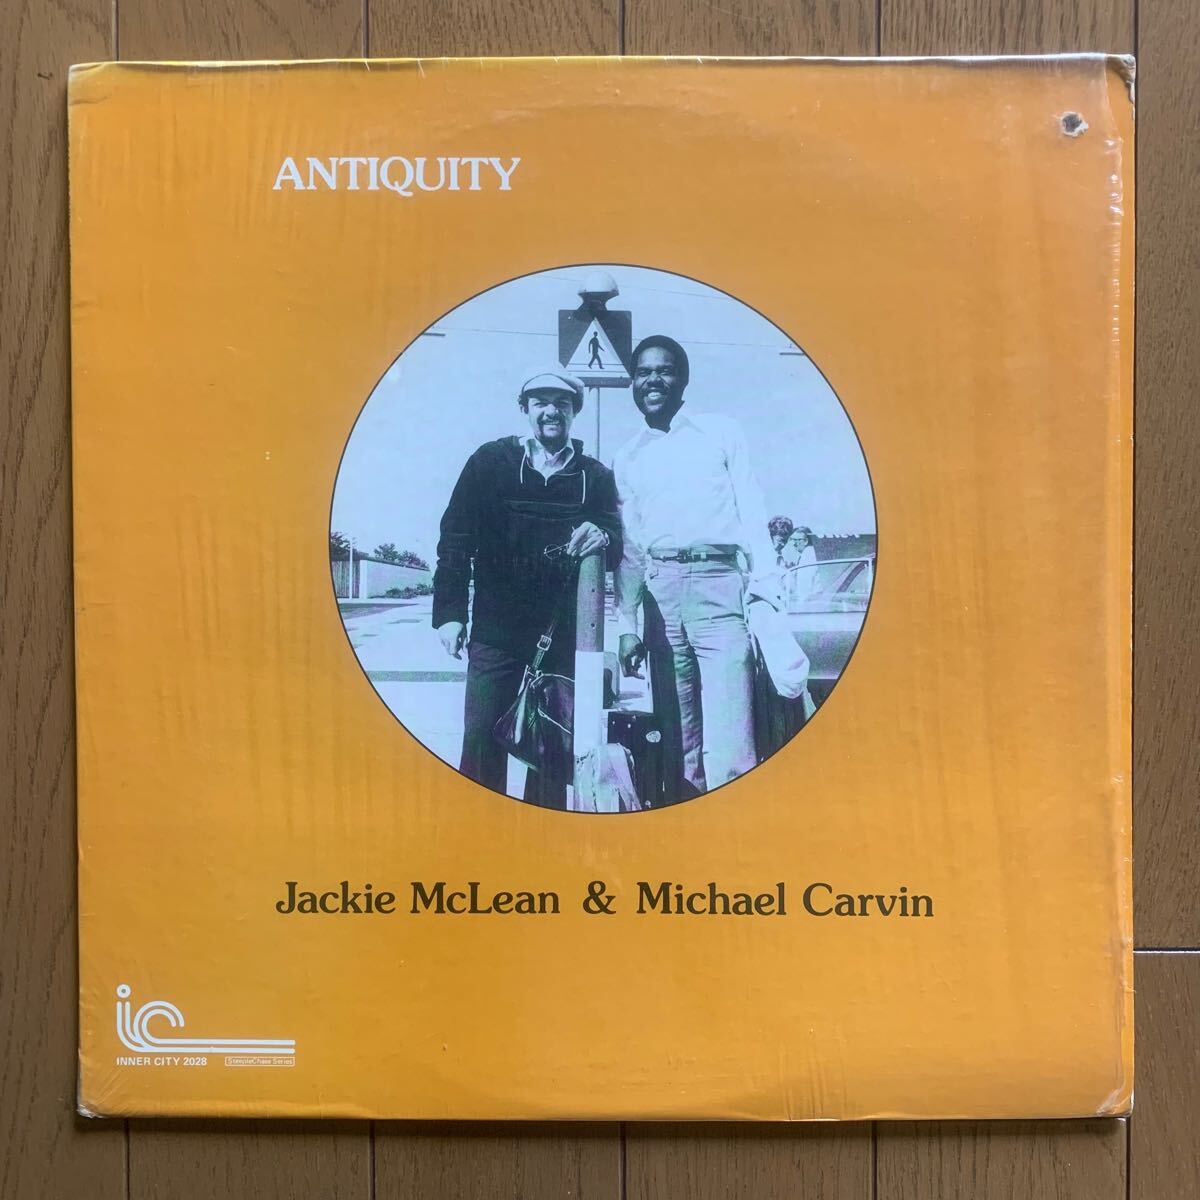 ANTIQUITY
Jackie McLean & Michael Carvin
ic
INNER CITY 2028 SteepleChase Series